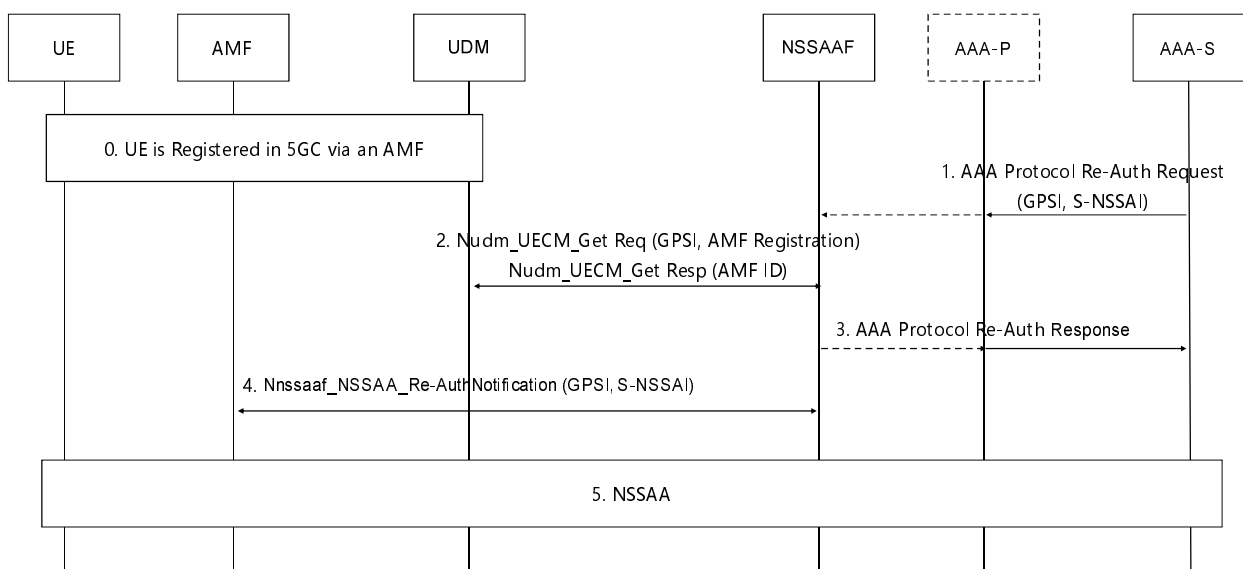 UE
AMF
UDM
NSSAAF
AAA-P
AAA-S
0. UE is Registered in 5GC via an AMF
1. AAA Protocol Re-Auth Request
(GPSI, S-NSSAI)
2. Nudm_UECM_Get Req (GPSI, AMF Registration)
Nudm_UECM_Get Resp (AMF ID)
3. AAA Protocol Re-Auth Response
4. Nnssaaf_NSSAA_Re-AuthNotification (GPSI, S-NSSAI)
5. NSSAA